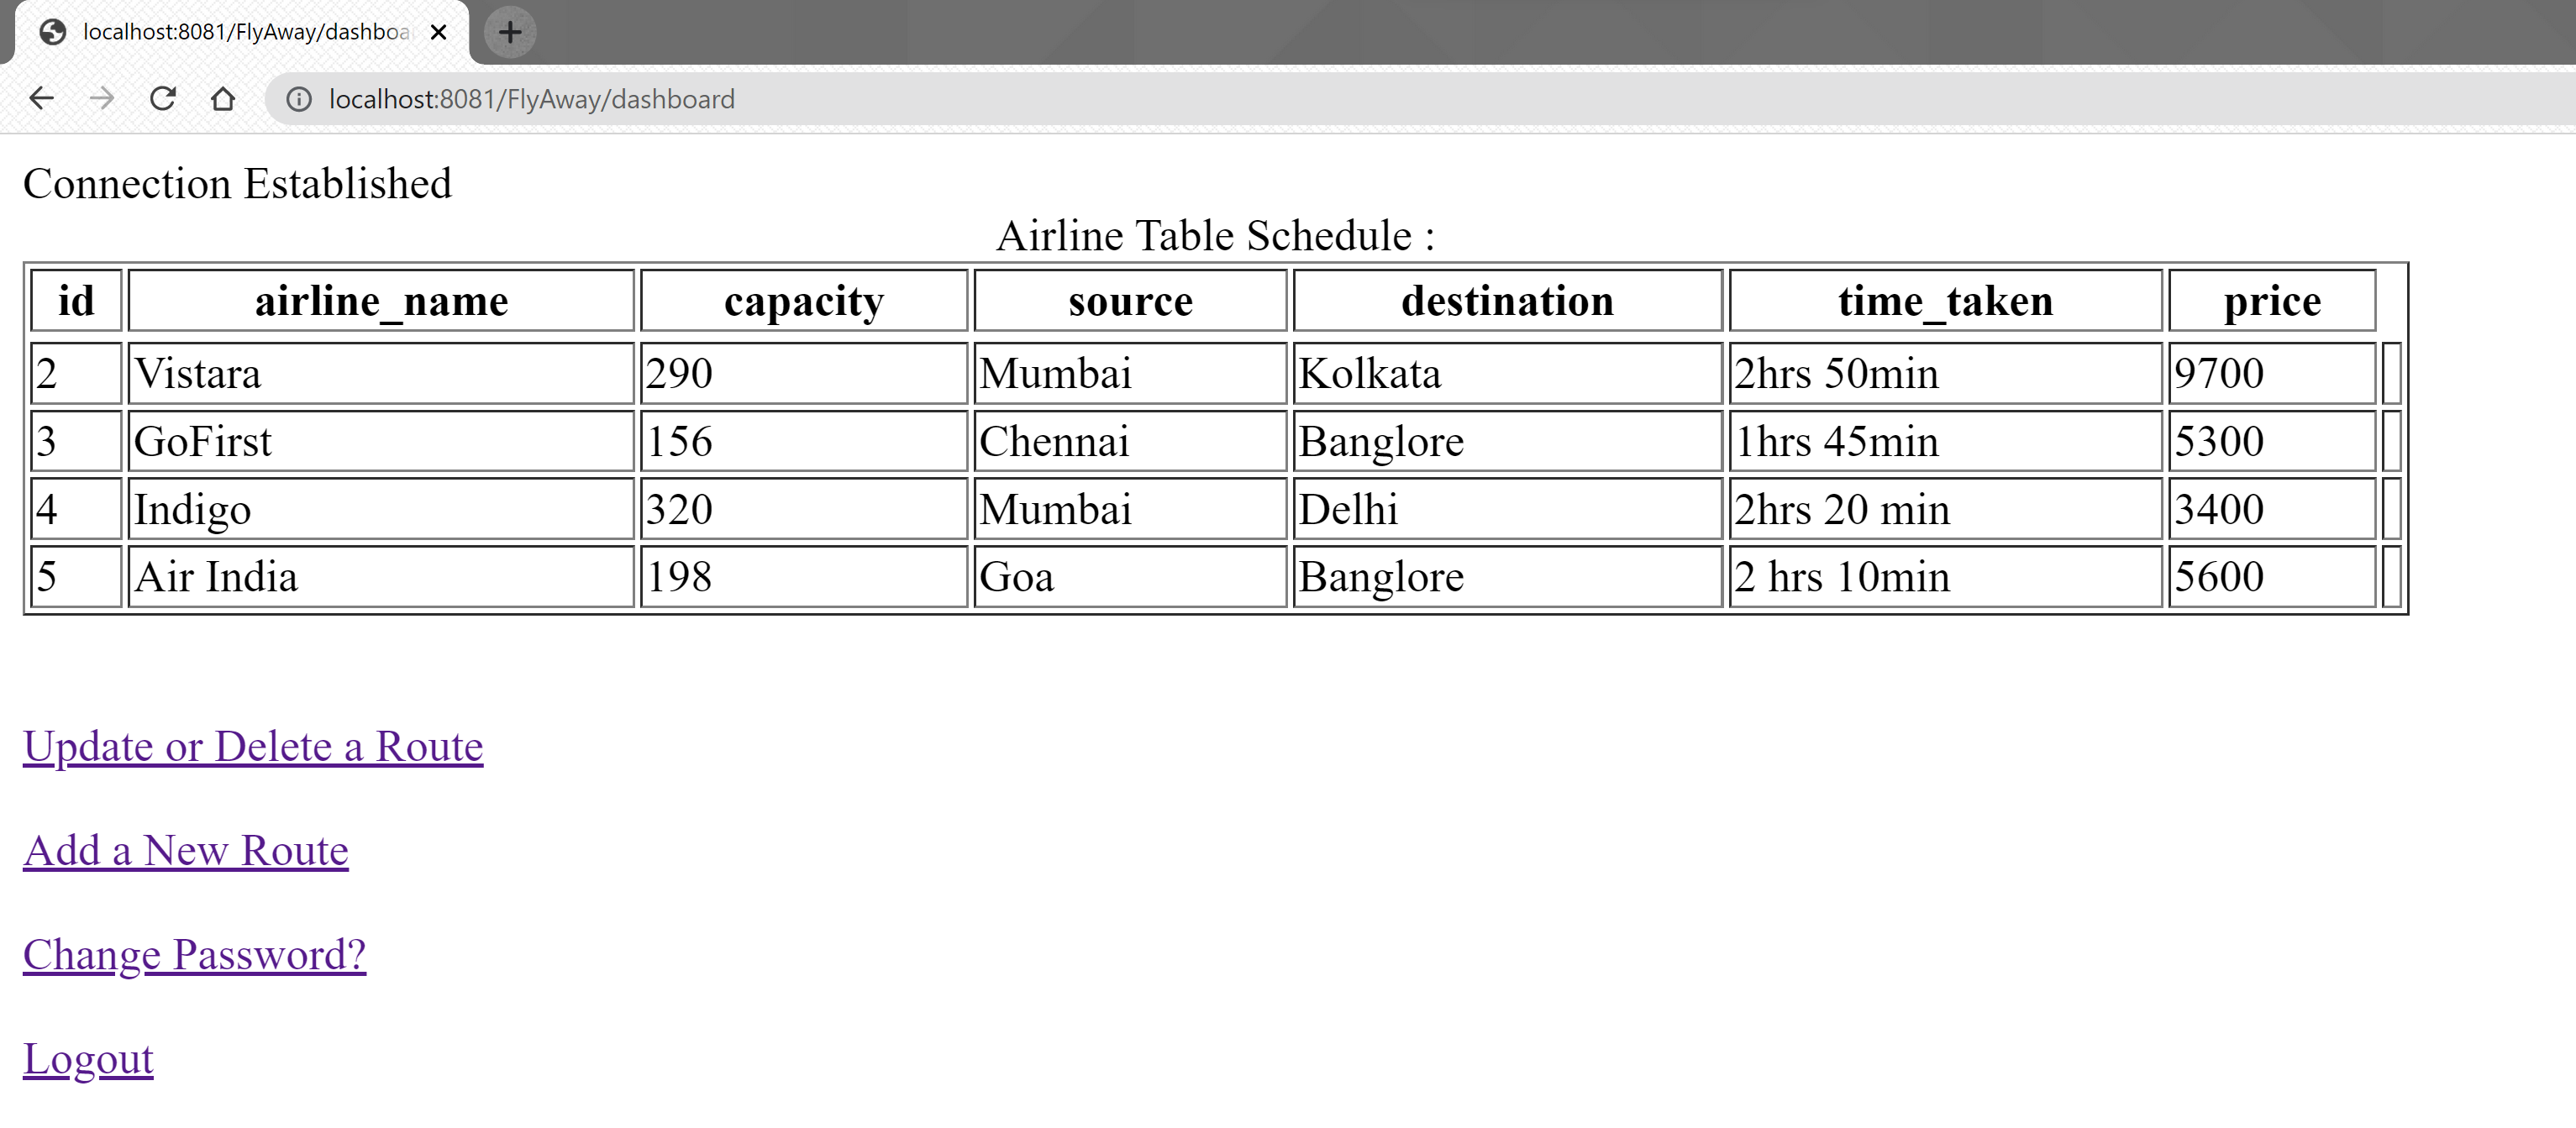 localhost:8081/FlyAway/dashboa
localhost:8081/FlyAway/dashboard
Connection Established
Airline Table Schedule :
id airline_name capacity source destination time_taken price
2 Vistara 290 Mumbai Kolkata 2hrs 50min 9700
3 GoFirst 156 Chennai Banglore 1hrs 45min 5300
4 Indigo 320 Mumbai Delhi 2hrs 20 min 3400
5 Air India 198 Goa Banglore 2 hrs 10min 5600
Update or Delete a Route
Add a New Route
Change Password?
Logout